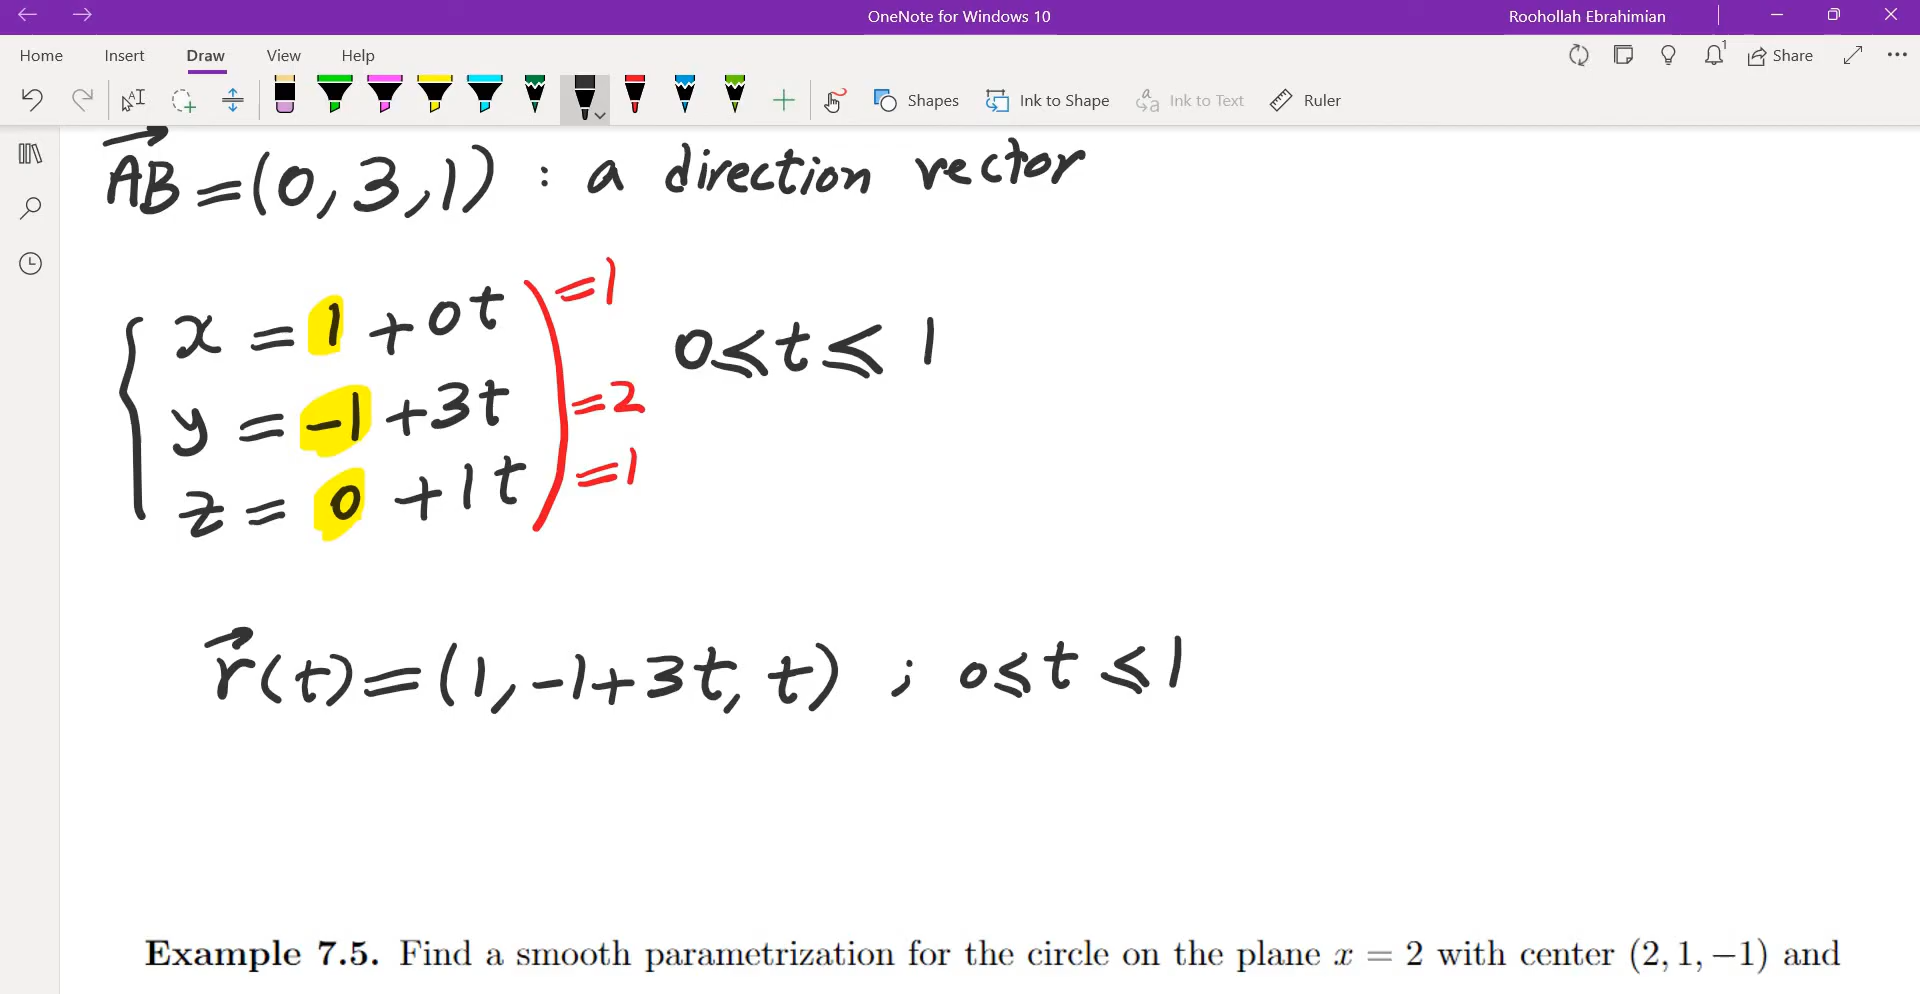 OneNote for Windows 10
Roohollah Ebrahimian
Home Insert Draw View Help
1 Share
Shapes Ink to Shape Ink to Text Ruler
AB⃗ = (0, 3, 1) : a direction vector
x = 1 + 0t = 1
0 ⩽ t ⩽ 1
y = -1 + 3t = 2
z = 0 + 1t = 1
r⃗(t) = (1, -1+3t, t) ; 0 ⩽ t ⩽ 1
Example 7.5. Find a smooth parametrization for the circle on the plane x = 2 with center (2, 1, −1) and